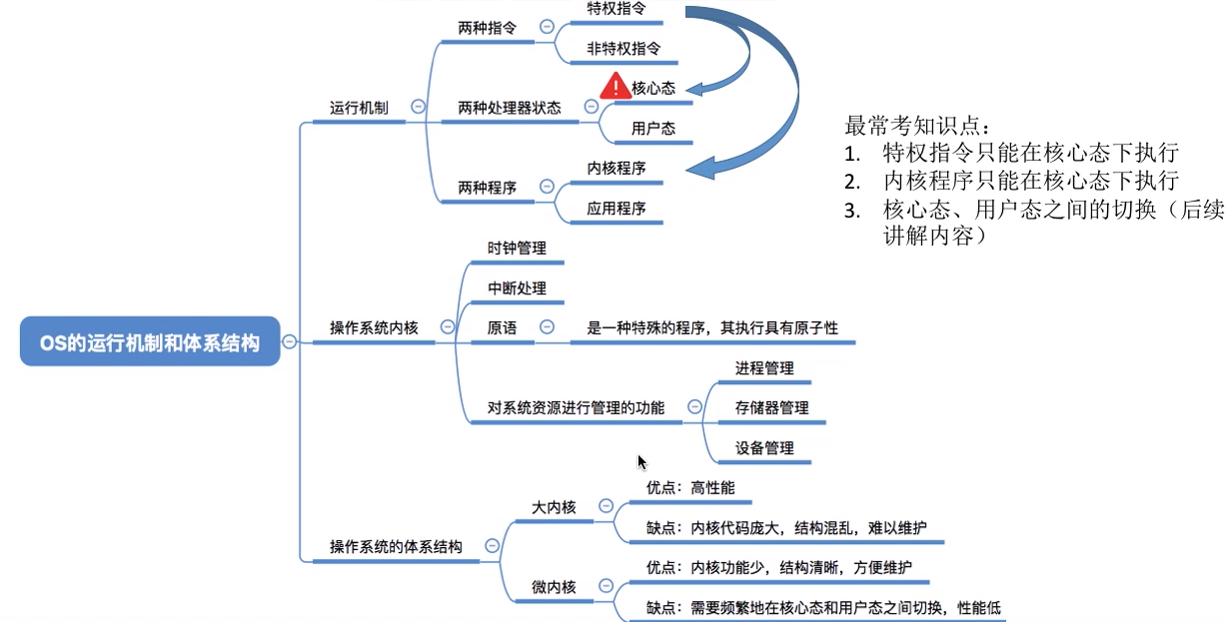 OS的运行机制和体系结构
运行机制
两种指令
特权指令
非特权指令
两种处理器状态
核心态
用户态
两种程序
内核程序
应用程序
操作系统内核
时钟管理
中断处理
原语
是一种特殊的程序，其执行具有原子性
对系统资源进行管理的功能
进程管理
存储器管理
设备管理
操作系统的体系结构
大内核
优点：高性能
缺点：内核代码庞大，结构混乱，难以维护
微内核
优点：内核功能少，结构清晰，方便维护
缺点：需要频繁地在核心态和用户态之间切换，性能低
最常考知识点：
1. 特权指令只能在核心态下执行
2. 内核程序只能在核心态下执行
3. 核心态、用户态之间的切换（后续
讲解内容）